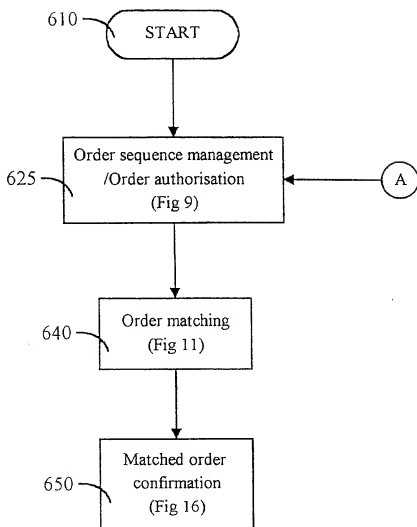 610
START
Order sequence management
/Order authorisation
(Fig 9)
625
A
640
Order matching
(Fig 11)
650
Matched order
confirmation
(Fig 16)